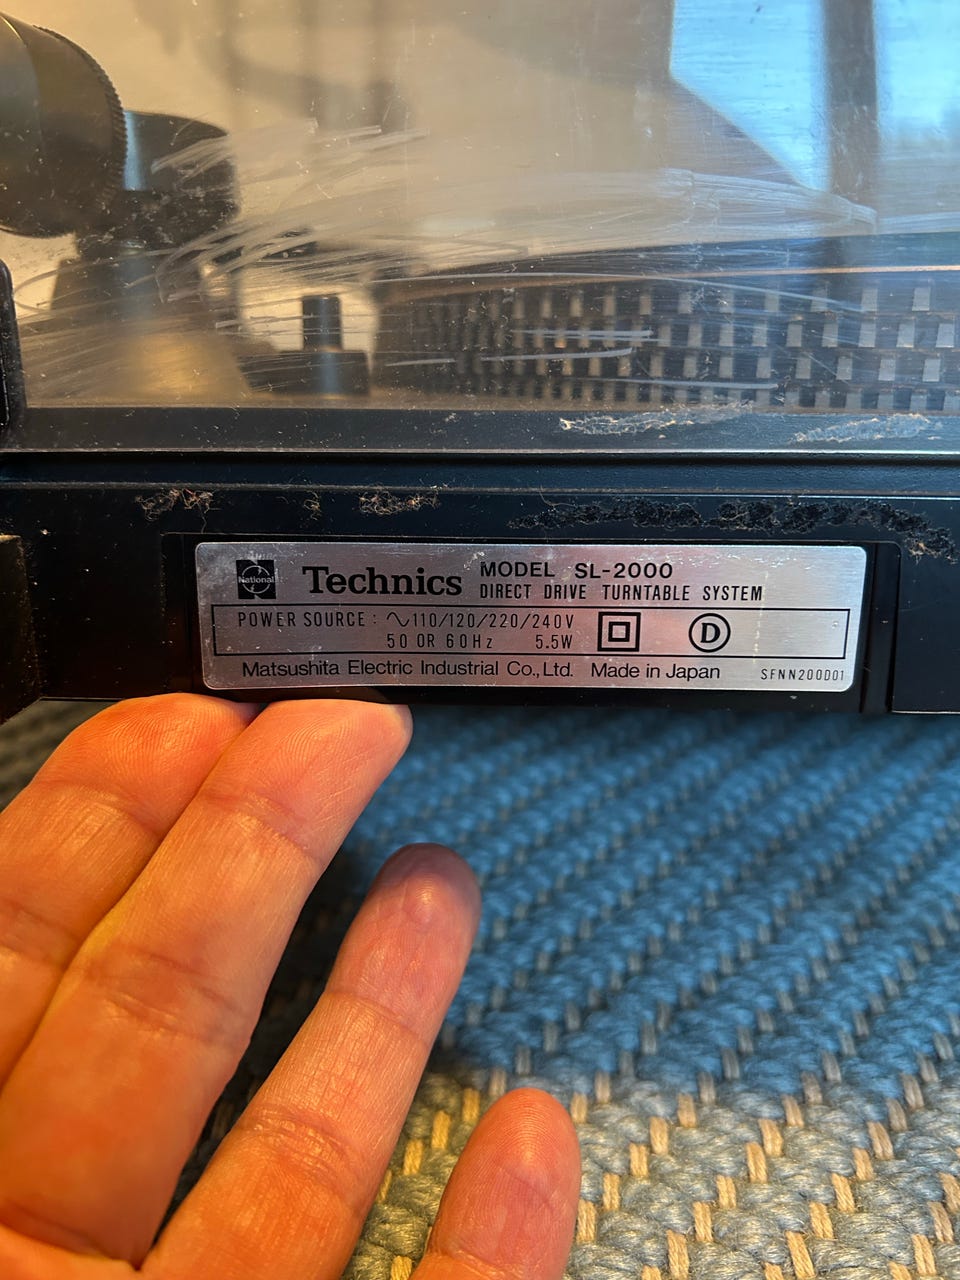 National
Technics
MODEL SL-2000
DIRECT DRIVE TURNTABLE SYSTEM
POWER SOURCE : ∿110/120/220/240V
50 OR 60Hz 5.5W
D
Matsushita Electric Industrial Co., Ltd. Made in Japan
SFNN200D01